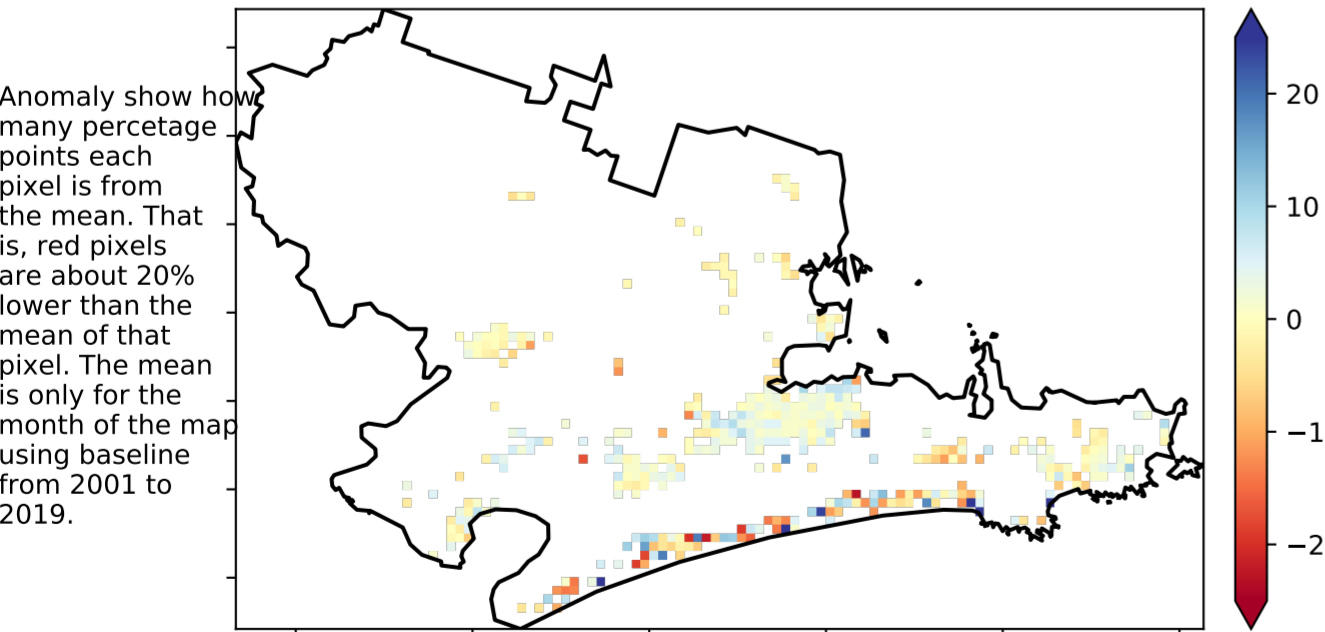 Anomaly show how
many percetage
points each
pixel is from
the mean. That
is, red pixels
are about 20%
lower than the
mean of that
pixel. The mean
is only for the
month of the map
using baseline
from 2001 to
2019.
20
10
0
−1
−2